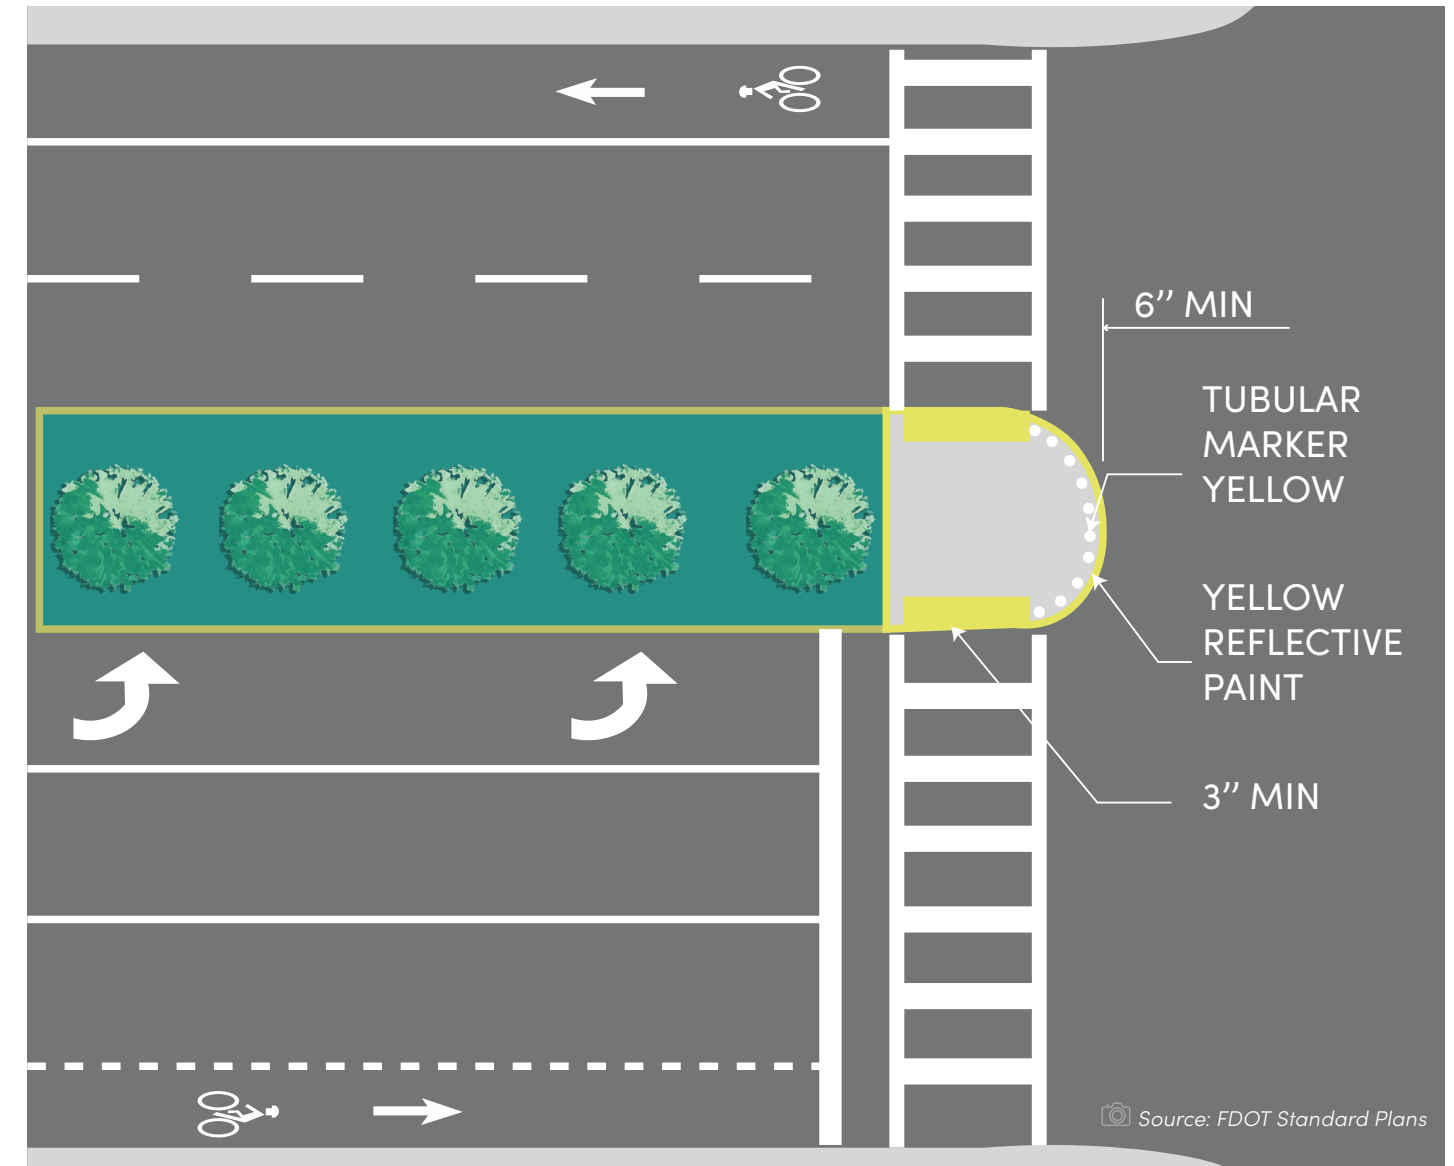 6’’ MIN
TUBULAR
MARKER
YELLOW
YELLOW
REFLECTIVE
PAINT
3’’ MIN
Source: FDOT Standard Plans